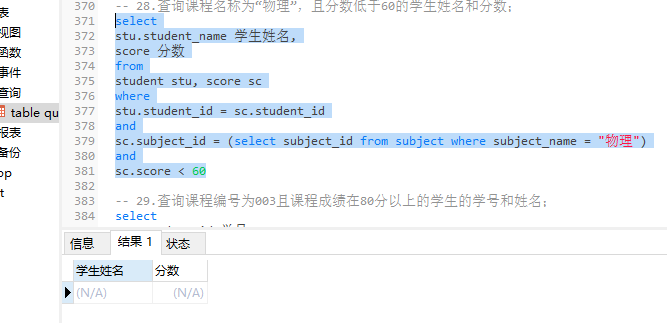 表
视图
函数
事件
查询
table qu
报表
备份
370 -- 28.查询课程名称为“物理”，且分数低于60的学生姓名和分数；
371 select
372 stu.student_name 学生姓名,
373 score 分数
374 from
375 student stu, score sc
376 where
377 stu.student_id = sc.student_id
378 and
379 sc.subject_id = (select subject_id from subject where subject_name = "物理")
380 and
381 sc.score < 60
382
383 -- 29.查询课程编号为003且课程成绩在80分以上的学生的学号和姓名；
384 select
信息 结果 1 状态
学生姓名 分数
(N/A) (N/A)